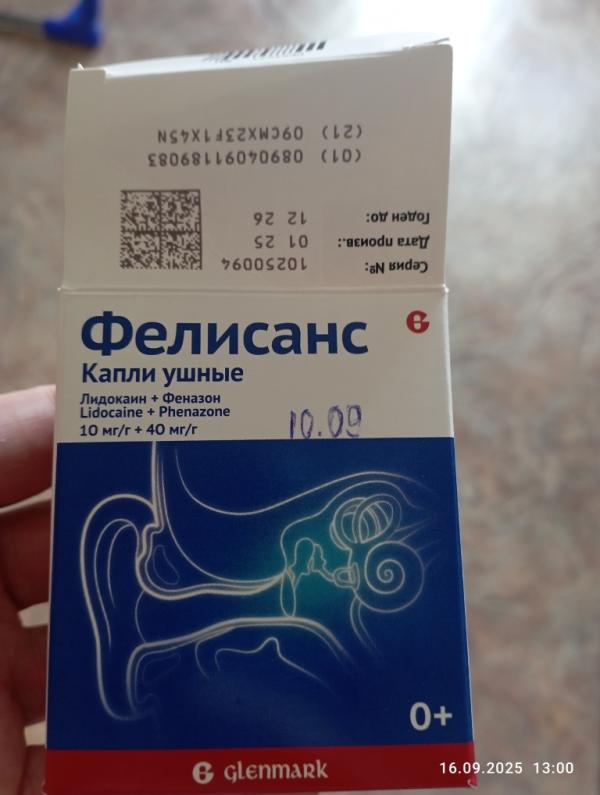 (21) 09CMX23F1X45N
(01) 08904091189083
Годен до: 12 26
Дата произв.: 01 25
Серия №: 10250094
Фелисанс
Капли ушные
Лидокаин + Феназон
Lidocaine + Phenazone
10 мг/г + 40 мг/г
10.09
0+
GLENMARK
16.09.2025 13:00